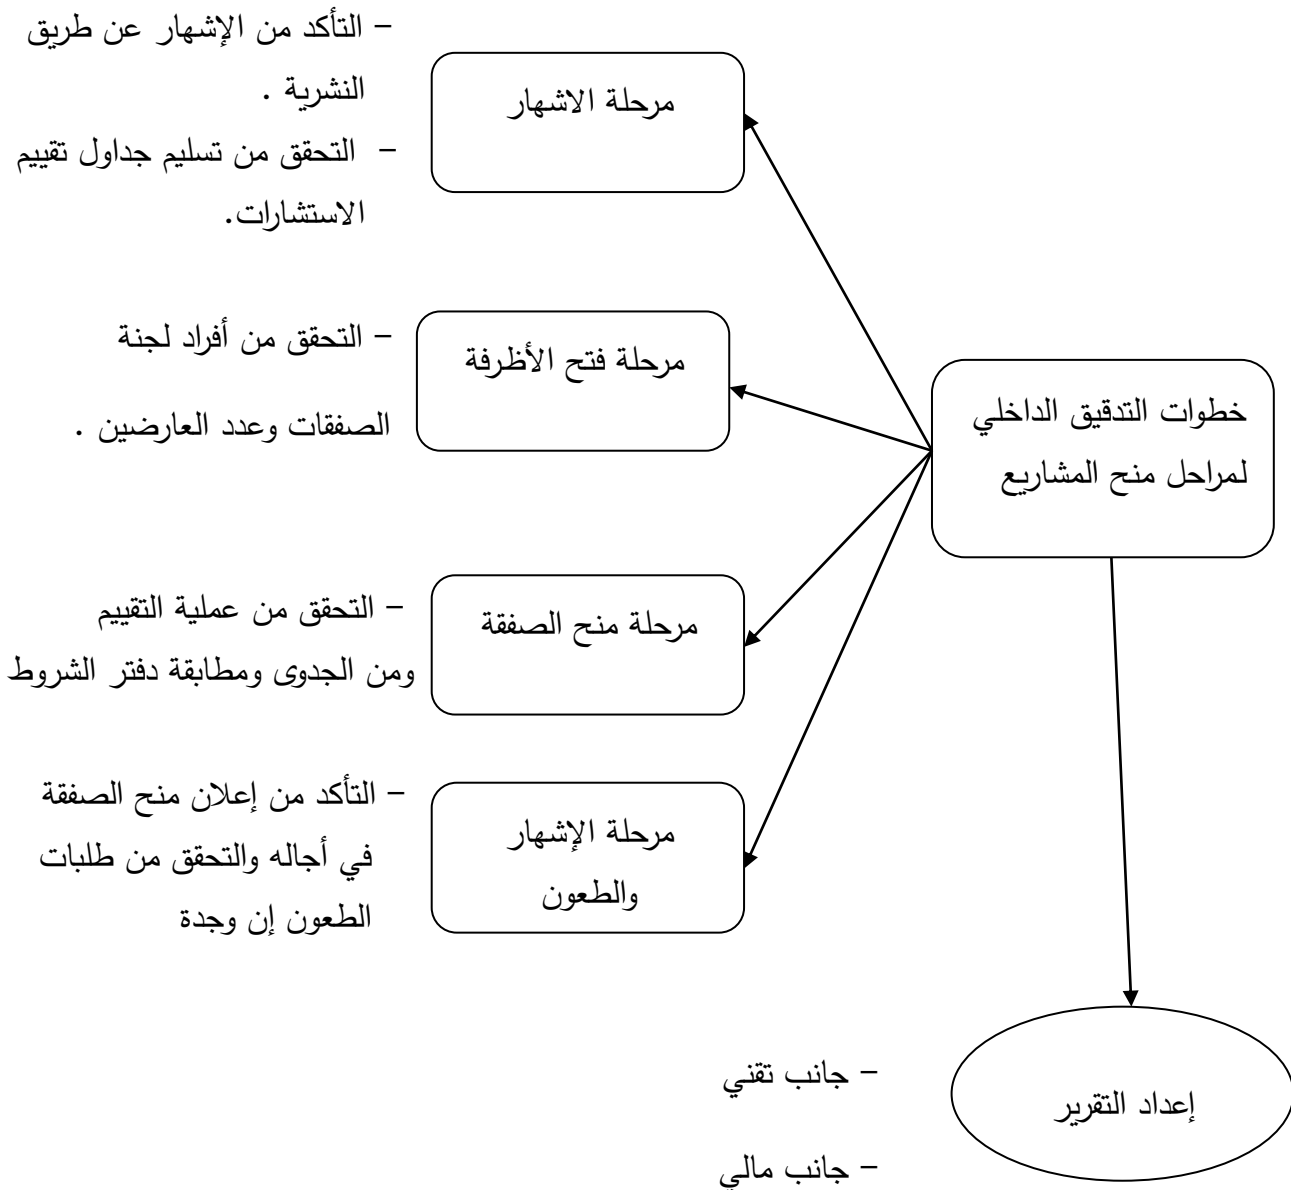 خطوات التدقيق الداخلي
لمراحل منح المشاريع
مرحلة الاشهار
– التأكد من الإشهار عن طريق
النشرية .
– التحقق من تسليم جداول تقييم
الاستشارات.
مرحلة فتح الأظرفة
– التحقق من أفراد لجنة
الصفقات وعدد العارضين .
مرحلة منح الصفقة
– التحقق من عملية التقييم
ومن الجدوى ومطابقة دفتر الشروط
مرحلة الإشهار
والطعون
– التأكد من إعلان منح الصفقة
في أجاله والتحقق من طلبات
الطعون إن وجدة
إعداد التقرير
– جانب تقني
– جانب مالي